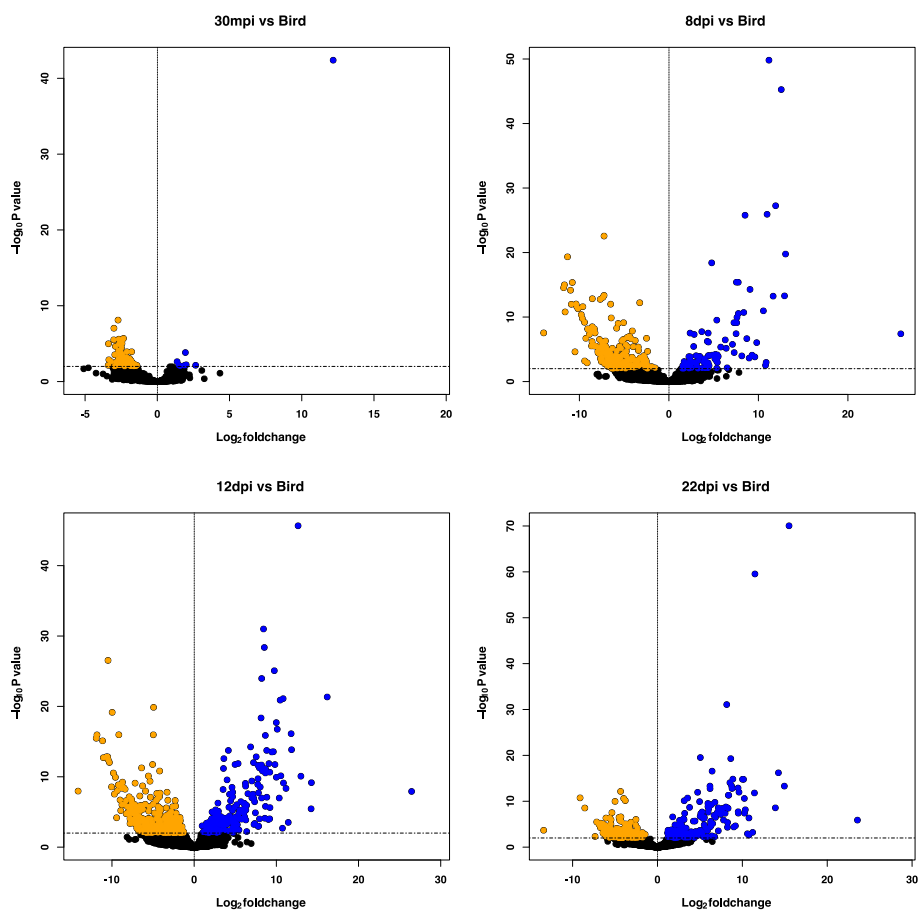 30mpi vs Bird
40
30
20
10
0
-5 0 5 10 15 20
−log10 P value
Log2 foldchange
8dpi vs Bird
50
40
30
20
10
0
-10 0 10 20
−log10 P value
Log2 foldchange
12dpi vs Bird
40
30
20
10
0
-10 0 10 20 30
−log10 P value
Log2 foldchange
22dpi vs Bird
70
60
50
40
30
20
10
0
-10 0 10 20 30
−log10 P value
Log2 foldchange